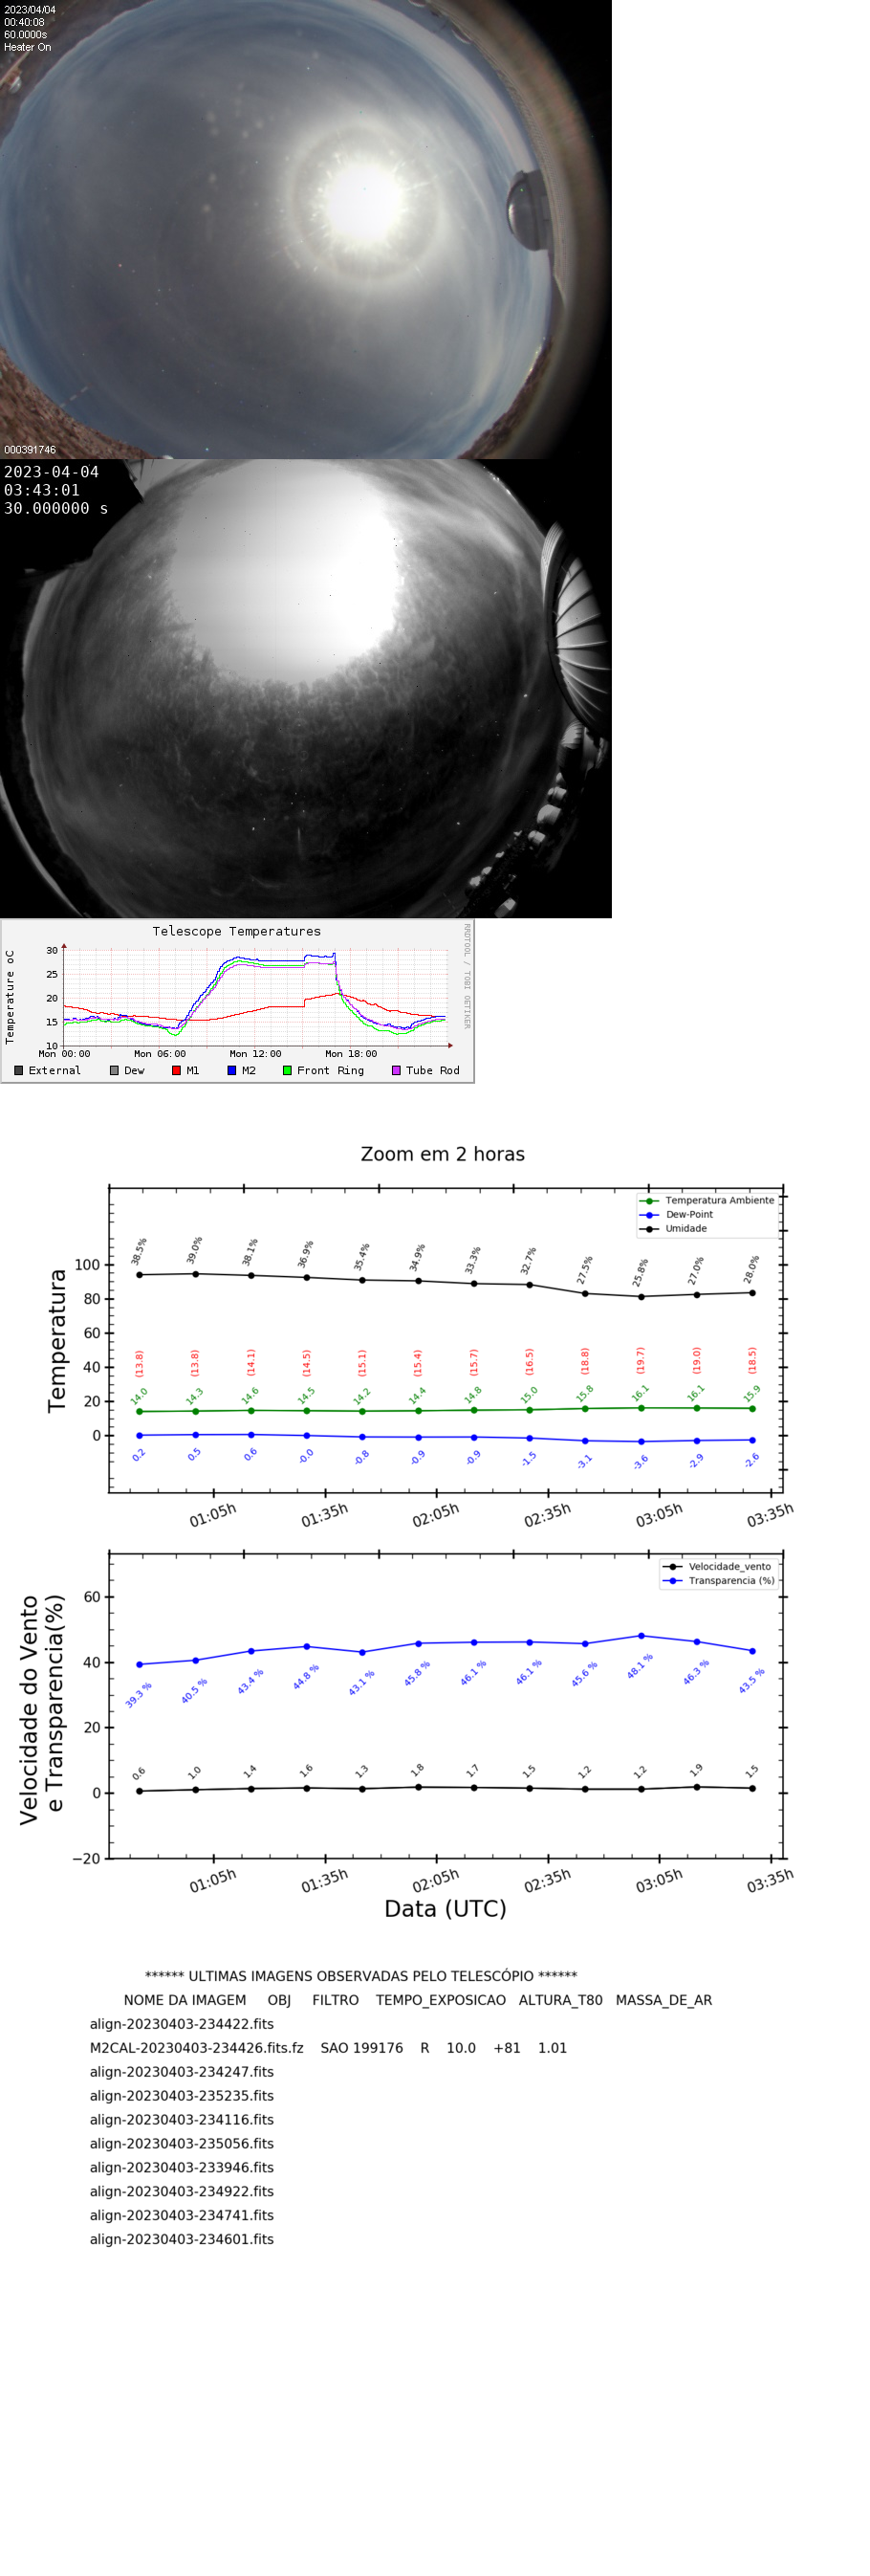 2023/04/04
00:40:08
60.0000s
Heater On
000391746
2023-04-04
03:43:01
30.000000 s
Telescope Temperatures
RRDTOOL / TOBI OETIKER
Temperature oC
30
25
20
15
10
Mon 00:00 Mon 06:00 Mon 12:00 Mon 18:00
External Dew M1 M2 Front Ring Tube Rod
Zoom em 2 horas
Temperatura Ambiente
Dew-Point
Umidade
Temperatura
100
80
60
40
20
0
38.5% 39.0% 38.1% 36.9% 35.4% 34.9% 33.3% 32.7% 27.5% 25.8% 27.0% 28.0%
(13.8) (13.8) (14.1) (14.5) (15.1) (15.4) (15.7) (16.5) (18.8) (19.7) (19.0) (18.5)
14.0 14.3 14.6 14.5 14.2 14.4 14.8 15.0 15.8 16.1 16.1 15.9
0.2 0.5 0.6 -0.0 -0.8 -0.9 -0.9 -1.5 -3.1 -3.6 -2.9 -2.6
01:05h 01:35h 02:05h 02:35h 03:05h 03:35h
Velocidade_vento
Transparencia (%)
Velocidade do Vento
e Transparencia(%)
60
40
20
0
−20
39.3 % 40.5 % 43.4 % 44.8 % 43.1 % 45.8 % 46.1 % 46.1 % 45.6 % 48.1 % 46.3 % 43.5 %
0.6 1.0 1.4 1.6 1.3 1.8 1.7 1.5 1.2 1.2 1.9 1.5
01:05h 01:35h 02:05h 02:35h 03:05h 03:35h
Data (UTC)
****** ULTIMAS IMAGENS OBSERVADAS PELO TELESCÓPIO ******
NOME DA IMAGEM OBJ FILTRO TEMPO_EXPOSICAO ALTURA_T80 MASSA_DE_AR
align-20230403-234422.fits
M2CAL-20230403-234426.fits.fz SAO 199176 R 10.0 +81 1.01
align-20230403-234247.fits
align-20230403-235235.fits
align-20230403-234116.fits
align-20230403-235056.fits
align-20230403-233946.fits
align-20230403-234922.fits
align-20230403-234741.fits
align-20230403-234601.fits